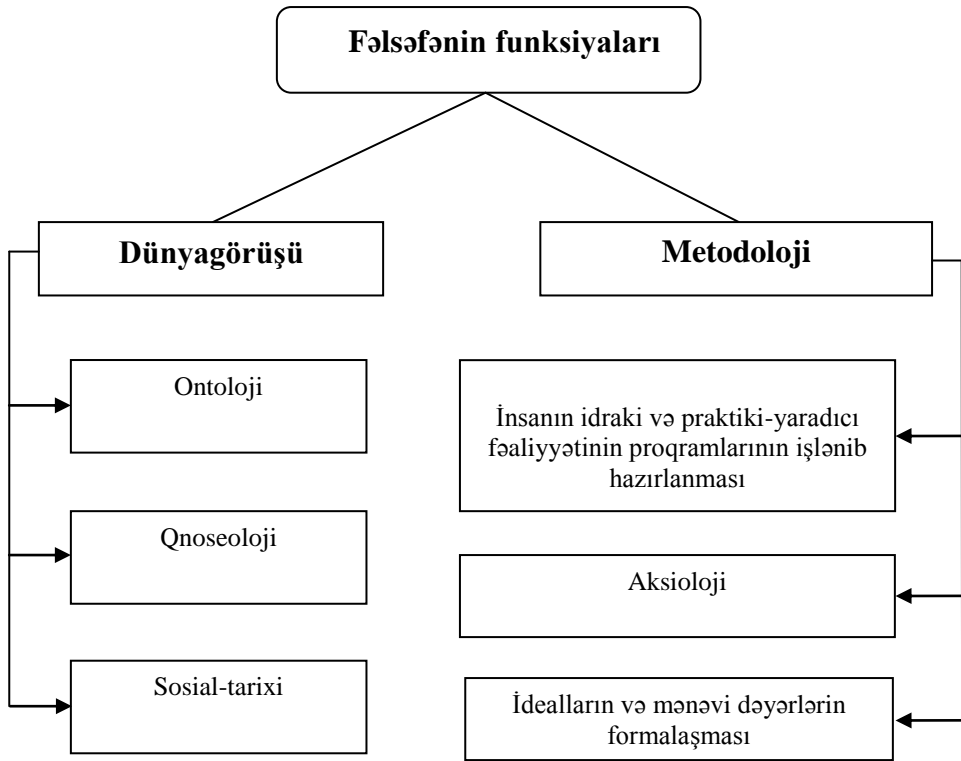 Fəlsəfənin funksiyaları
Dünyagörüşü
Metodoloji
Ontoloji
Qnoseoloji
Sosial-tarixi
İnsanın idraki və praktiki-yaradıcı
fəaliyyətinin proqramlarının işlənib
hazırlanması
Aksioloji
İdealların və mənəvi dəyərlərin
formalaşması